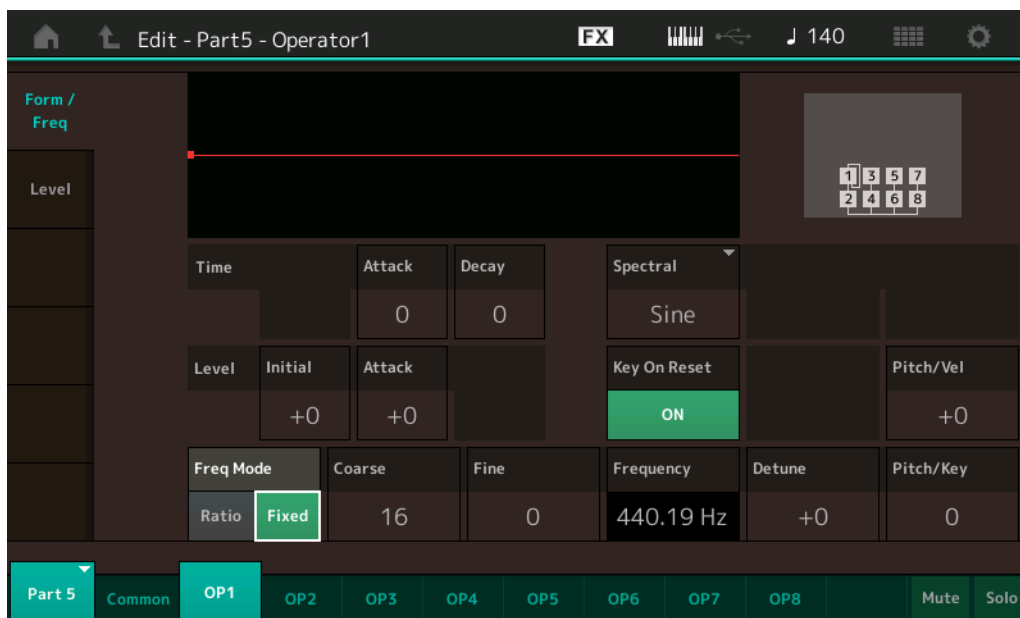 Edit - Part5 - Operator1 FX 140
Form /
Freq
Level
1 3 5 7
2 4 6 8
Time Attack Decay Spectral
0 0 Sine
Level Initial Attack Key On Reset Pitch/Vel
+0 +0 ON +0
Freq Mode Coarse Fine Frequency Detune Pitch/Key
Ratio Fixed 16 0 440.19 Hz +0 0
Part 5 Common OP1 OP2 OP3 OP4 OP5 OP6 OP7 OP8 Mute Solo